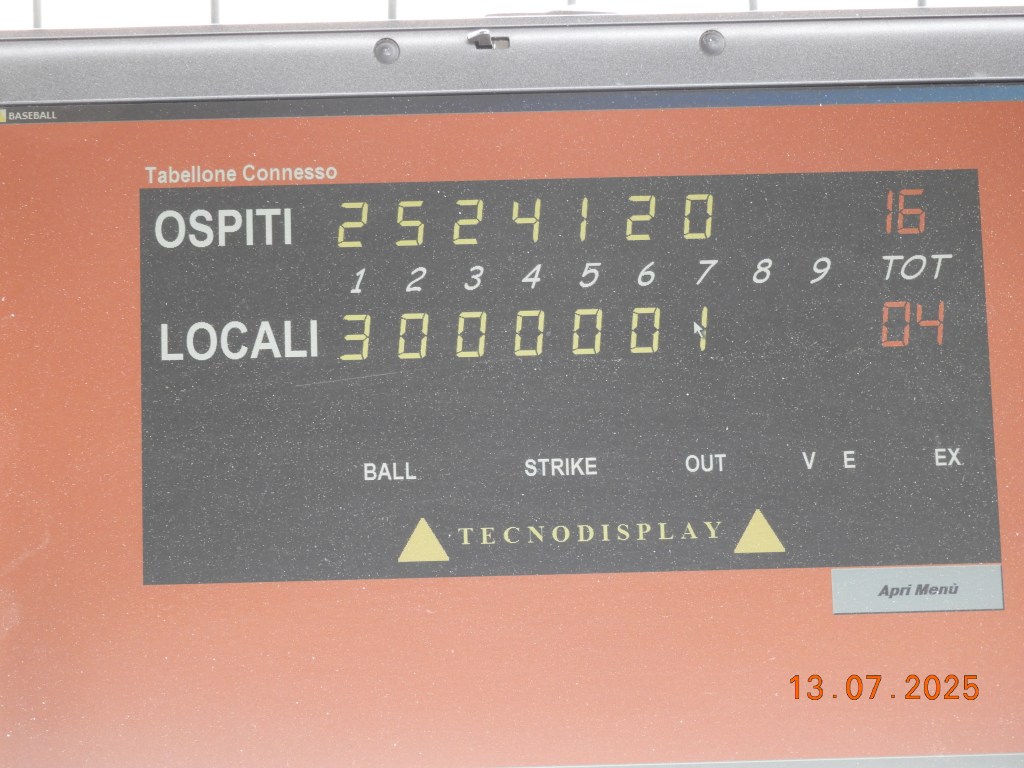 BASEBALL
Tabellone Connesso
OSPITI 2 5 2 4 1 2 0 16
1 2 3 4 5 6 7 8 9 TOT
LOCALI 3 0 0 0 0 0 1 04
BALL STRIKE OUT V E EX
TECNODISPLAY
Apri Menù
13.07.2025